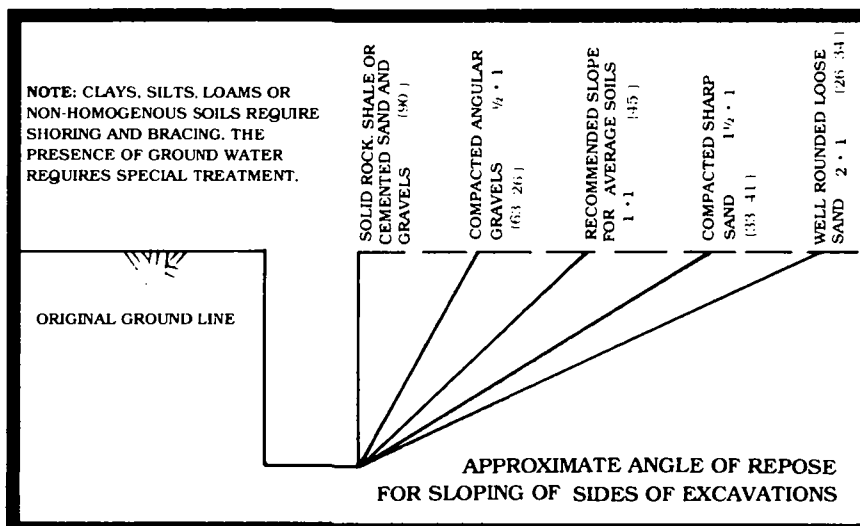 NOTE: CLAYS, SILTS, LOAMS OR
NON-HOMOGENOUS SOILS REQUIRE
SHORING AND BRACING. THE
PRESENCE OF GROUND WATER
REQUIRES SPECIAL TREATMENT.
SOLID ROCK, SHALE OR
CEMENTED SAND AND
GRAVELS (90)
COMPACTED ANGULAR
GRAVELS ½ • 1
(63 26)
RECOMMENDED SLOPE
FOR AVERAGE SOILS
1 • 1 (45)
COMPACTED SHARP
SAND 1½ • 1
(33 41)
WELL ROUNDED LOOSE
SAND 2 • 1 (26 34)
ORIGINAL GROUND LINE
APPROXIMATE ANGLE OF REPOSE
FOR SLOPING OF SIDES OF EXCAVATIONS